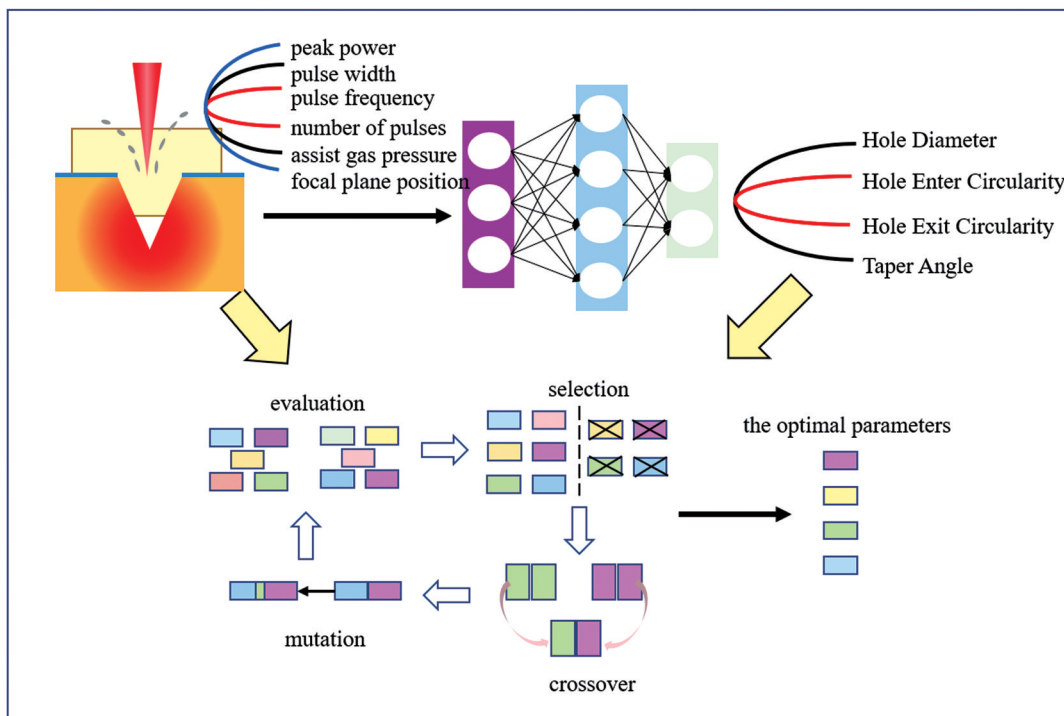 peak power
pulse width
pulse frequency
number of pulses
assist gas pressure
focal plane position
Hole Diameter
Hole Enter Circularity
Hole Exit Circularity
Taper Angle
evaluation
selection
the optimal parameters
mutation
crossover